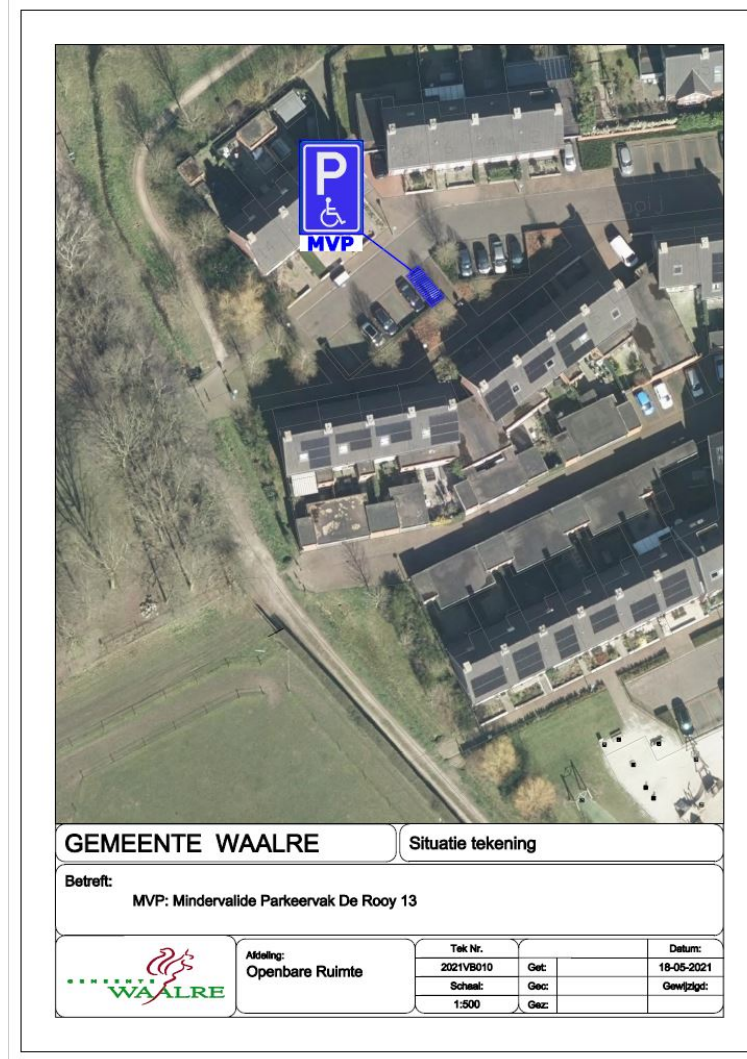 P
MVP
GEMEENTE WAALRE
Situatie tekening
Betreft:
MVP: Mindervalide Parkeervak De Rooy 13
GEMEENTE
WAALRE
Afdeling:
Openbare Ruimte
Tek Nr.
2021VB010
Schaal:
1:500
Get:
Gec:
Gez:
Datum:
18-05-2021
Gewijzigd: